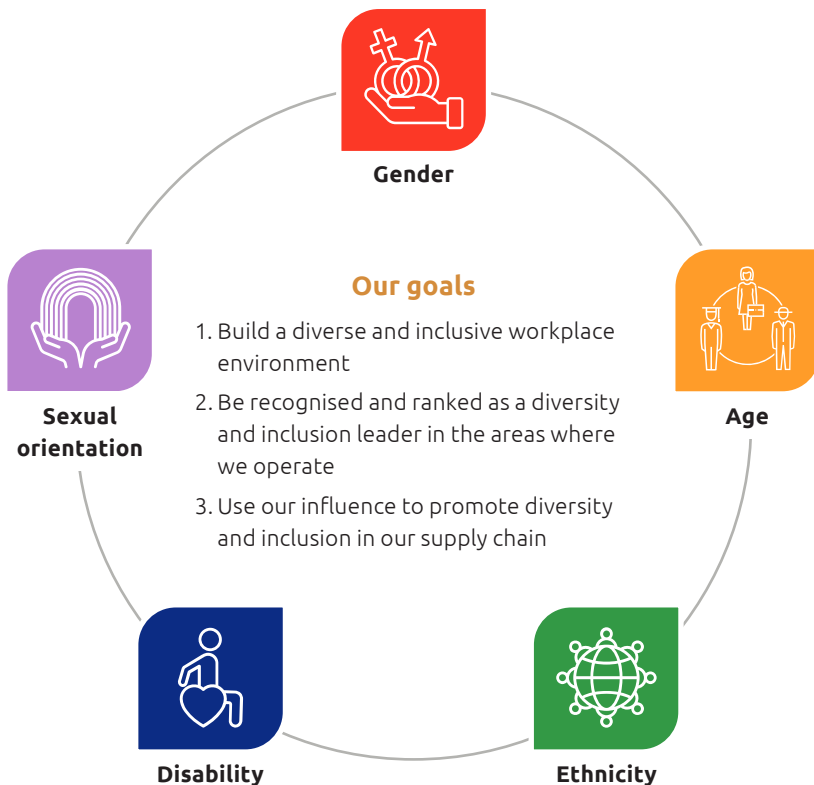 Gender
Our goals
1. Build a diverse and inclusive workplace
environment
2. Be recognised and ranked as a diversity
and inclusion leader in the areas where
we operate
3. Use our influence to promote diversity
and inclusion in our supply chain
Sexual
orientation
Age
Disability
Ethnicity